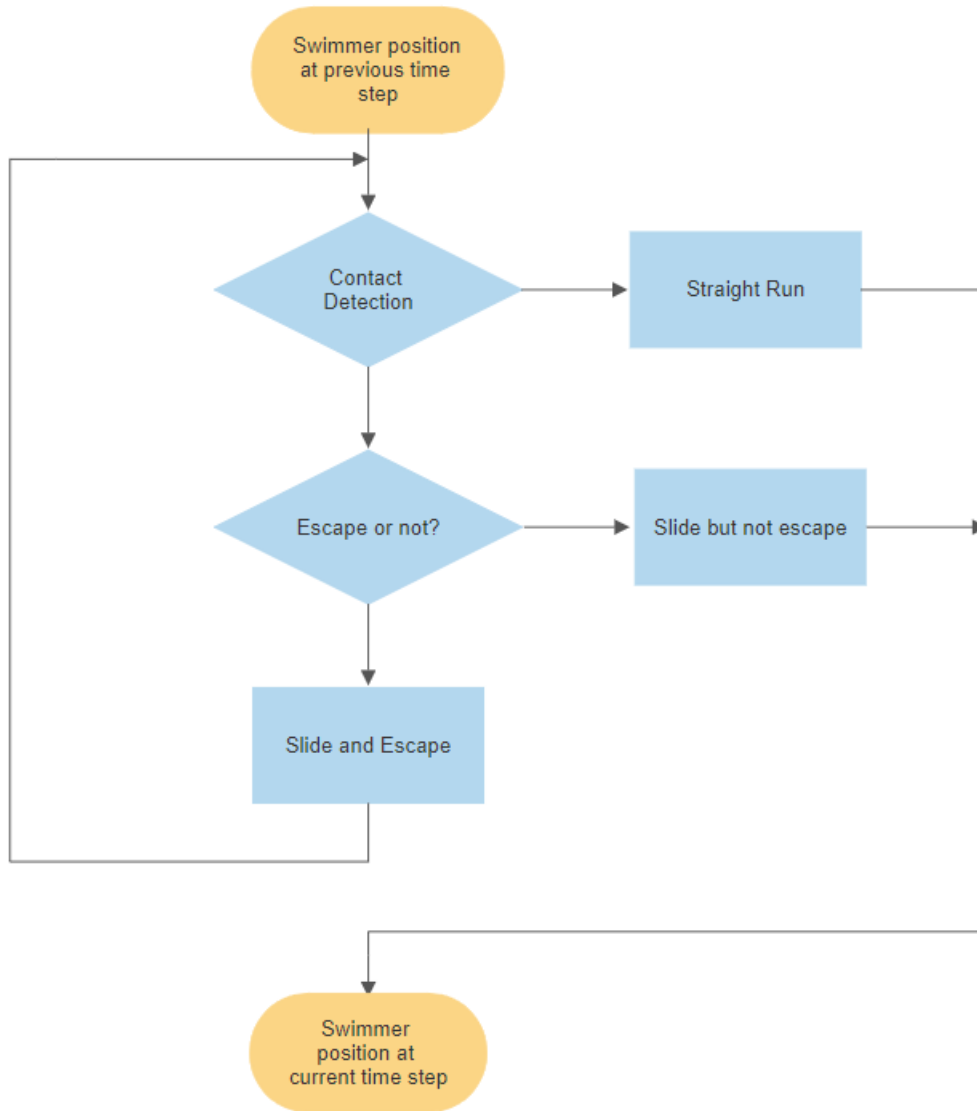 Swimmer position
at previous time
step
Contact
Detection
Straight Run
Escape or not?
Slide but not escape
Slide and Escape
Swimmer
position at
current time step